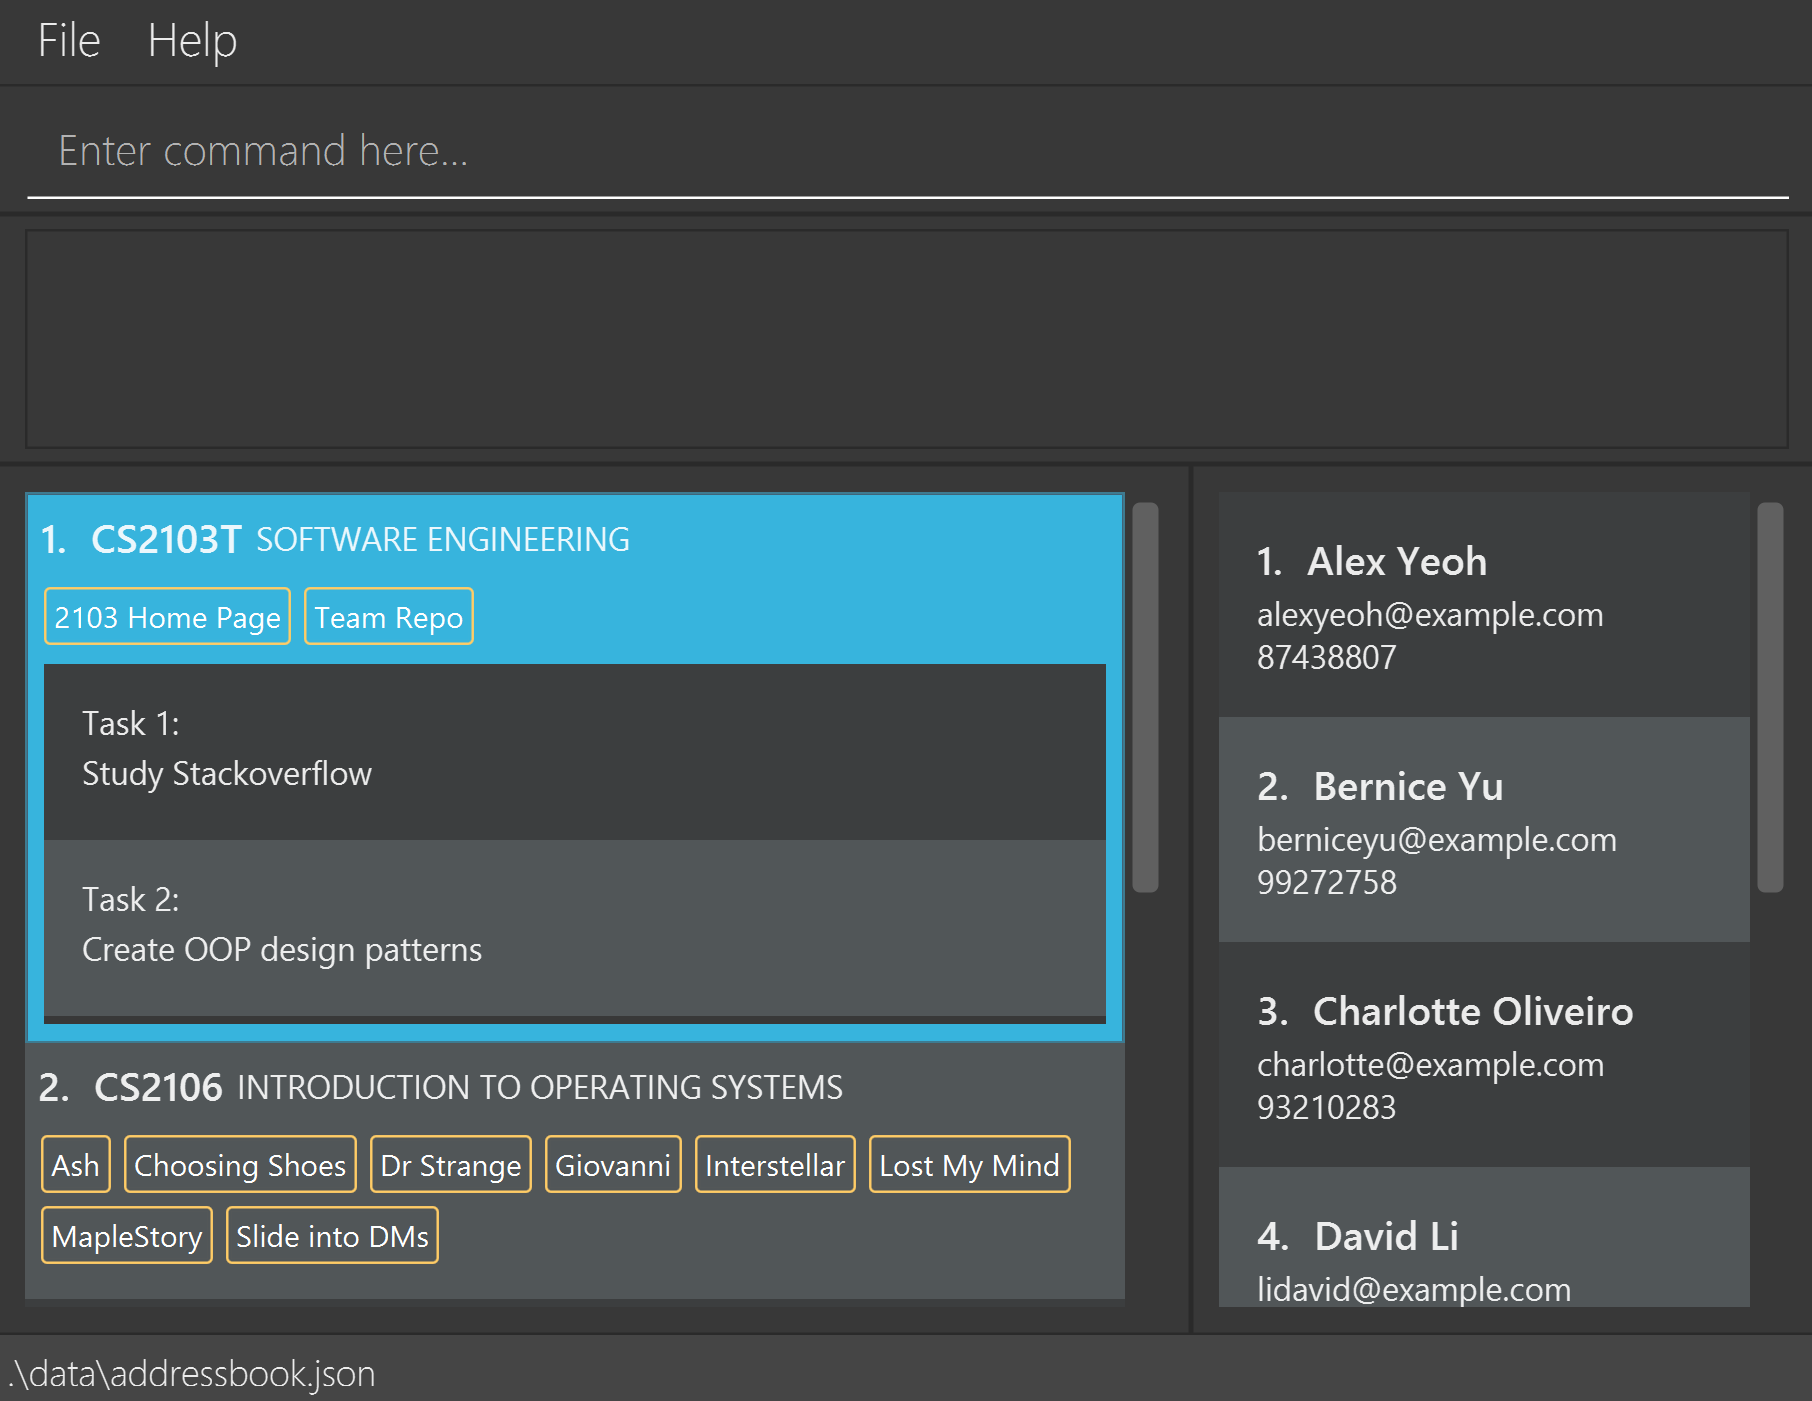 File Help
Enter command here...
1. CS2103T SOFTWARE ENGINEERING
2103 Home Page Team Repo
Task 1:
Study Stackoverflow
Task 2:
Create OOP design patterns
2. CS2106 INTRODUCTION TO OPERATING SYSTEMS
Ash Choosing Shoes Dr Strange Giovanni Interstellar Lost My Mind
MapleStory Slide into DMs
1. Alex Yeoh
alexyeoh@example.com
87438807
2. Bernice Yu
berniceyu@example.com
99272758
3. Charlotte Oliveiro
charlotte@example.com
93210283
4. David Li
lidavid@example.com
.\data\addressbook.json